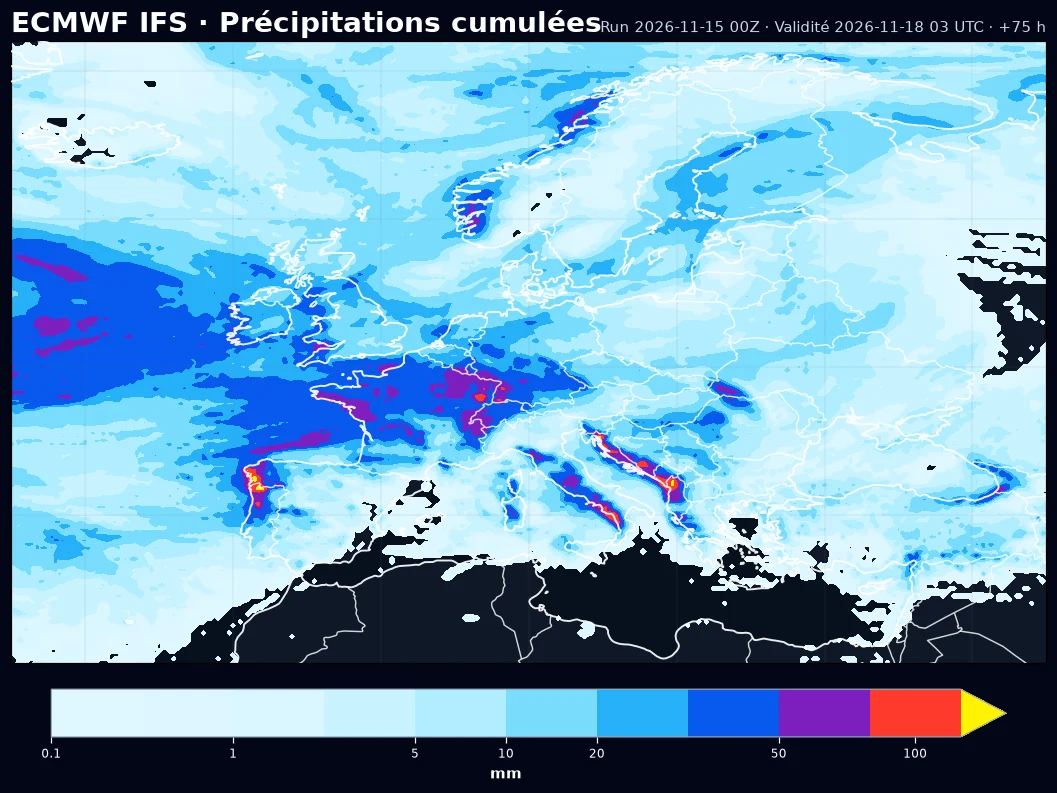 ECMWF IFS · Précipitations cumulées
Run 2026-11-15 00Z · Validité 2026-11-18 03 UTC · +75 h
0.1 1 5 10 20 50 100
mm